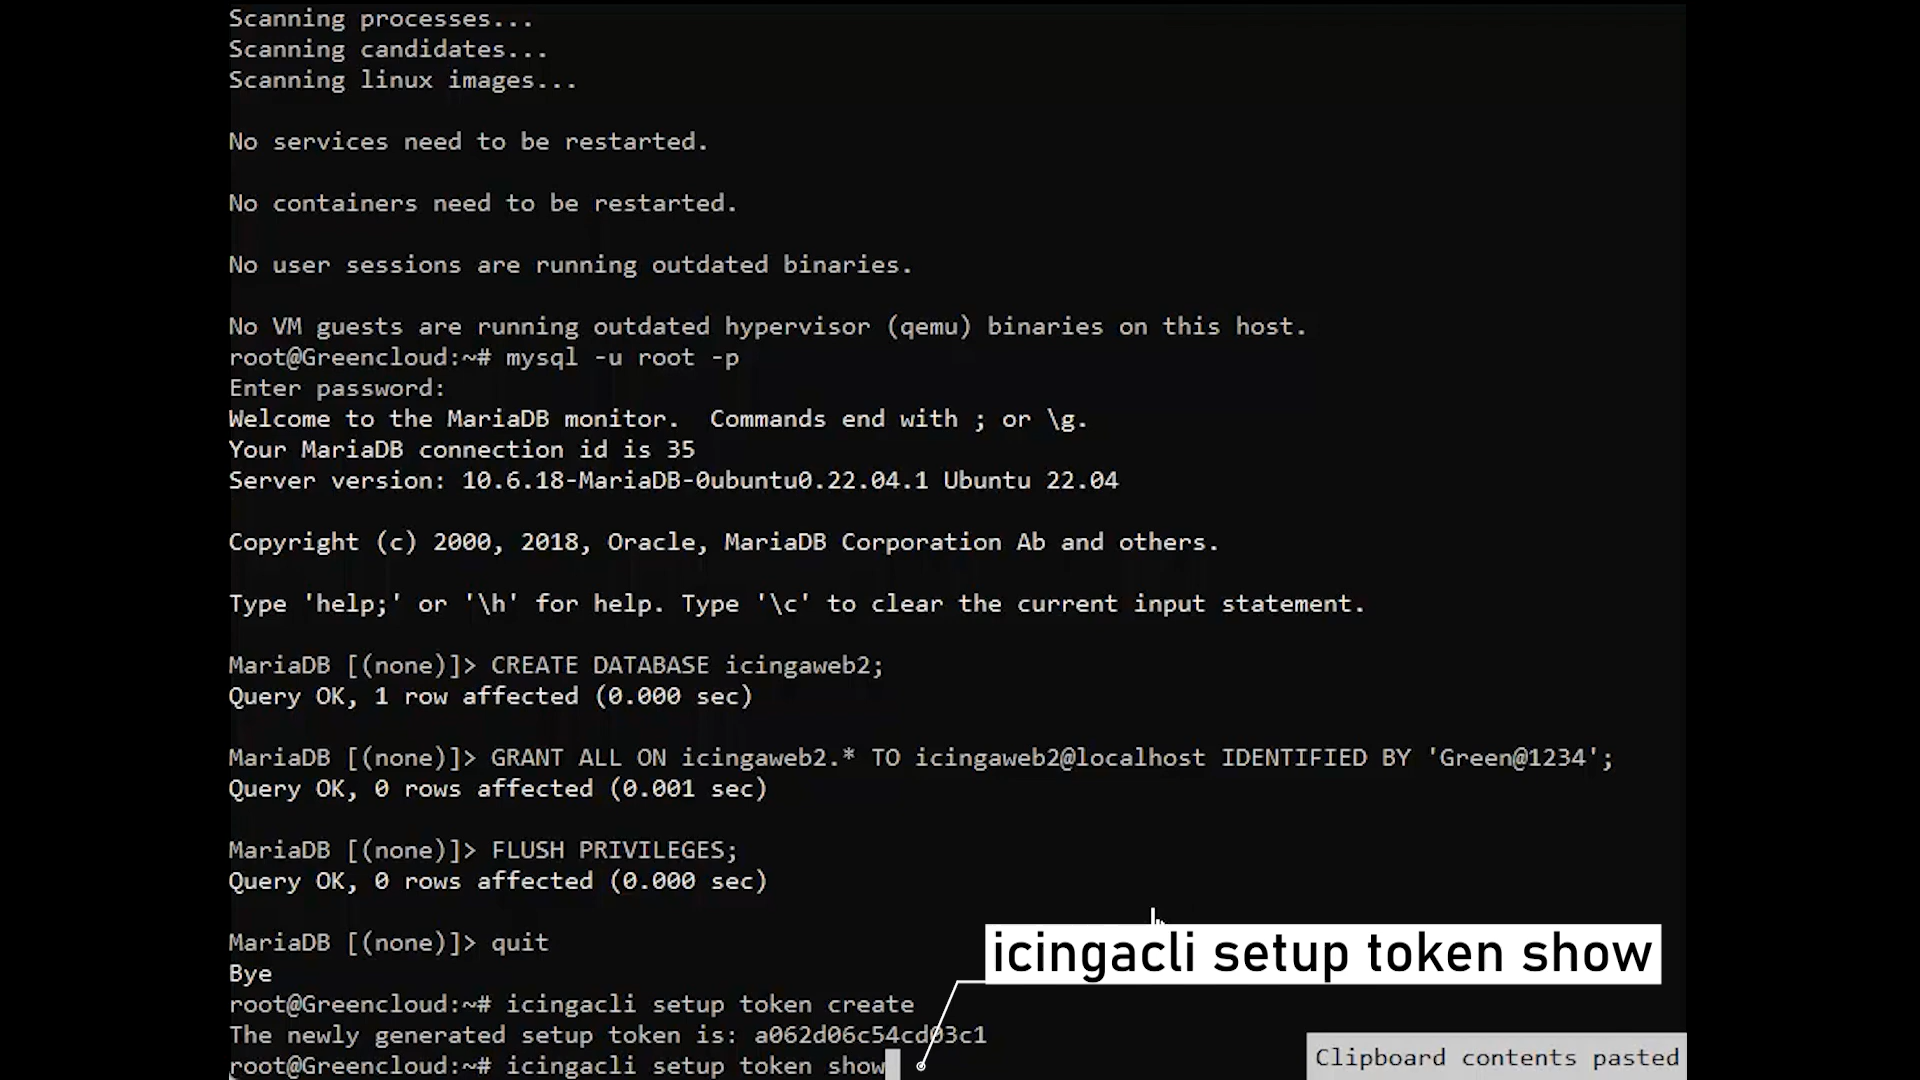 Scanning processes...
Scanning candidates...
Scanning linux images...
No services need to be restarted.
No containers need to be restarted.
No user sessions are running outdated binaries.
No VM guests are running outdated hypervisor (qemu) binaries on this host.
root@Greencloud:~# mysql -u root -p
Enter password:
Welcome to the MariaDB monitor.  Commands end with ; or \g.
Your MariaDB connection id is 35
Server version: 10.6.18-MariaDB-0ubuntu0.22.04.1 Ubuntu 22.04
Copyright (c) 2000, 2018, Oracle, MariaDB Corporation Ab and others.
Type 'help;' or '\h' for help. Type '\c' to clear the current input statement.
MariaDB [(none)]> CREATE DATABASE icingaweb2;
Query OK, 1 row affected (0.000 sec)
MariaDB [(none)]> GRANT ALL ON icingaweb2.* TO icingaweb2@localhost IDENTIFIED BY 'Green@1234';
Query OK, 0 rows affected (0.001 sec)
MariaDB [(none)]> FLUSH PRIVILEGES;
Query OK, 0 rows affected (0.000 sec)
MariaDB [(none)]> quit
Bye
root@Greencloud:~# icingacli setup token create
The newly generated setup token is: a062d06c54cd03c1
root@Greencloud:~# icingacli setup token show
icingacli setup token show
Clipboard contents pasted